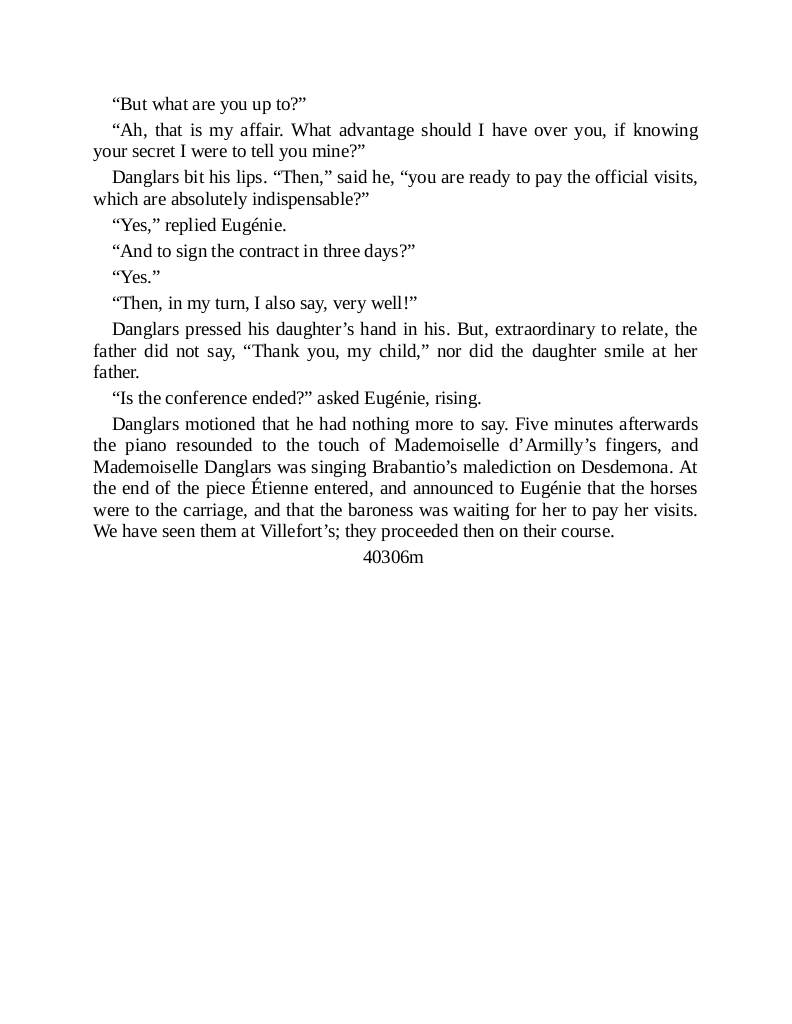 “But what are you up to?”
“Ah, that is my affair. What advantage should I have over you, if knowing
your secret I were to tell you mine?”
Danglars bit his lips. “Then,” said he, “you are ready to pay the official visits,
which are absolutely indispensable?”
“Yes,” replied Eugénie.
“And to sign the contract in three days?”
“Yes.”
“Then, in my turn, I also say, very well!”
Danglars pressed his daughter’s hand in his. But, extraordinary to relate, the
father did not say, “Thank you, my child,” nor did the daughter smile at her
father.
“Is the conference ended?” asked Eugénie, rising.
Danglars motioned that he had nothing more to say. Five minutes afterwards
the piano resounded to the touch of Mademoiselle d’Armilly’s fingers, and
Mademoiselle Danglars was singing Brabantio’s malediction on Desdemona. At
the end of the piece Étienne entered, and announced to Eugénie that the horses
were to the carriage, and that the baroness was waiting for her to pay her visits.
We have seen them at Villefort’s; they proceeded then on their course.
40306m